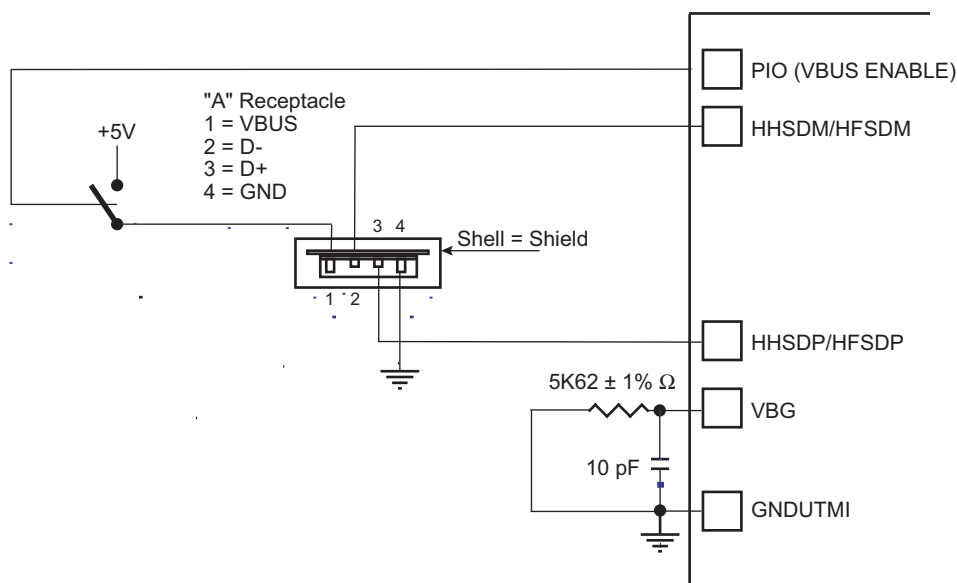 PIO (VBUS ENABLE)
"A" Receptacle
1 = VBUS
2 = D-
3 = D+
4 = GND
+5V
HHSDM/HFSDM
3 4
Shell = Shield
1 2
HHSDP/HFSDP
5K62 ± 1% Ω
VBG
10 pF
GNDUTMI